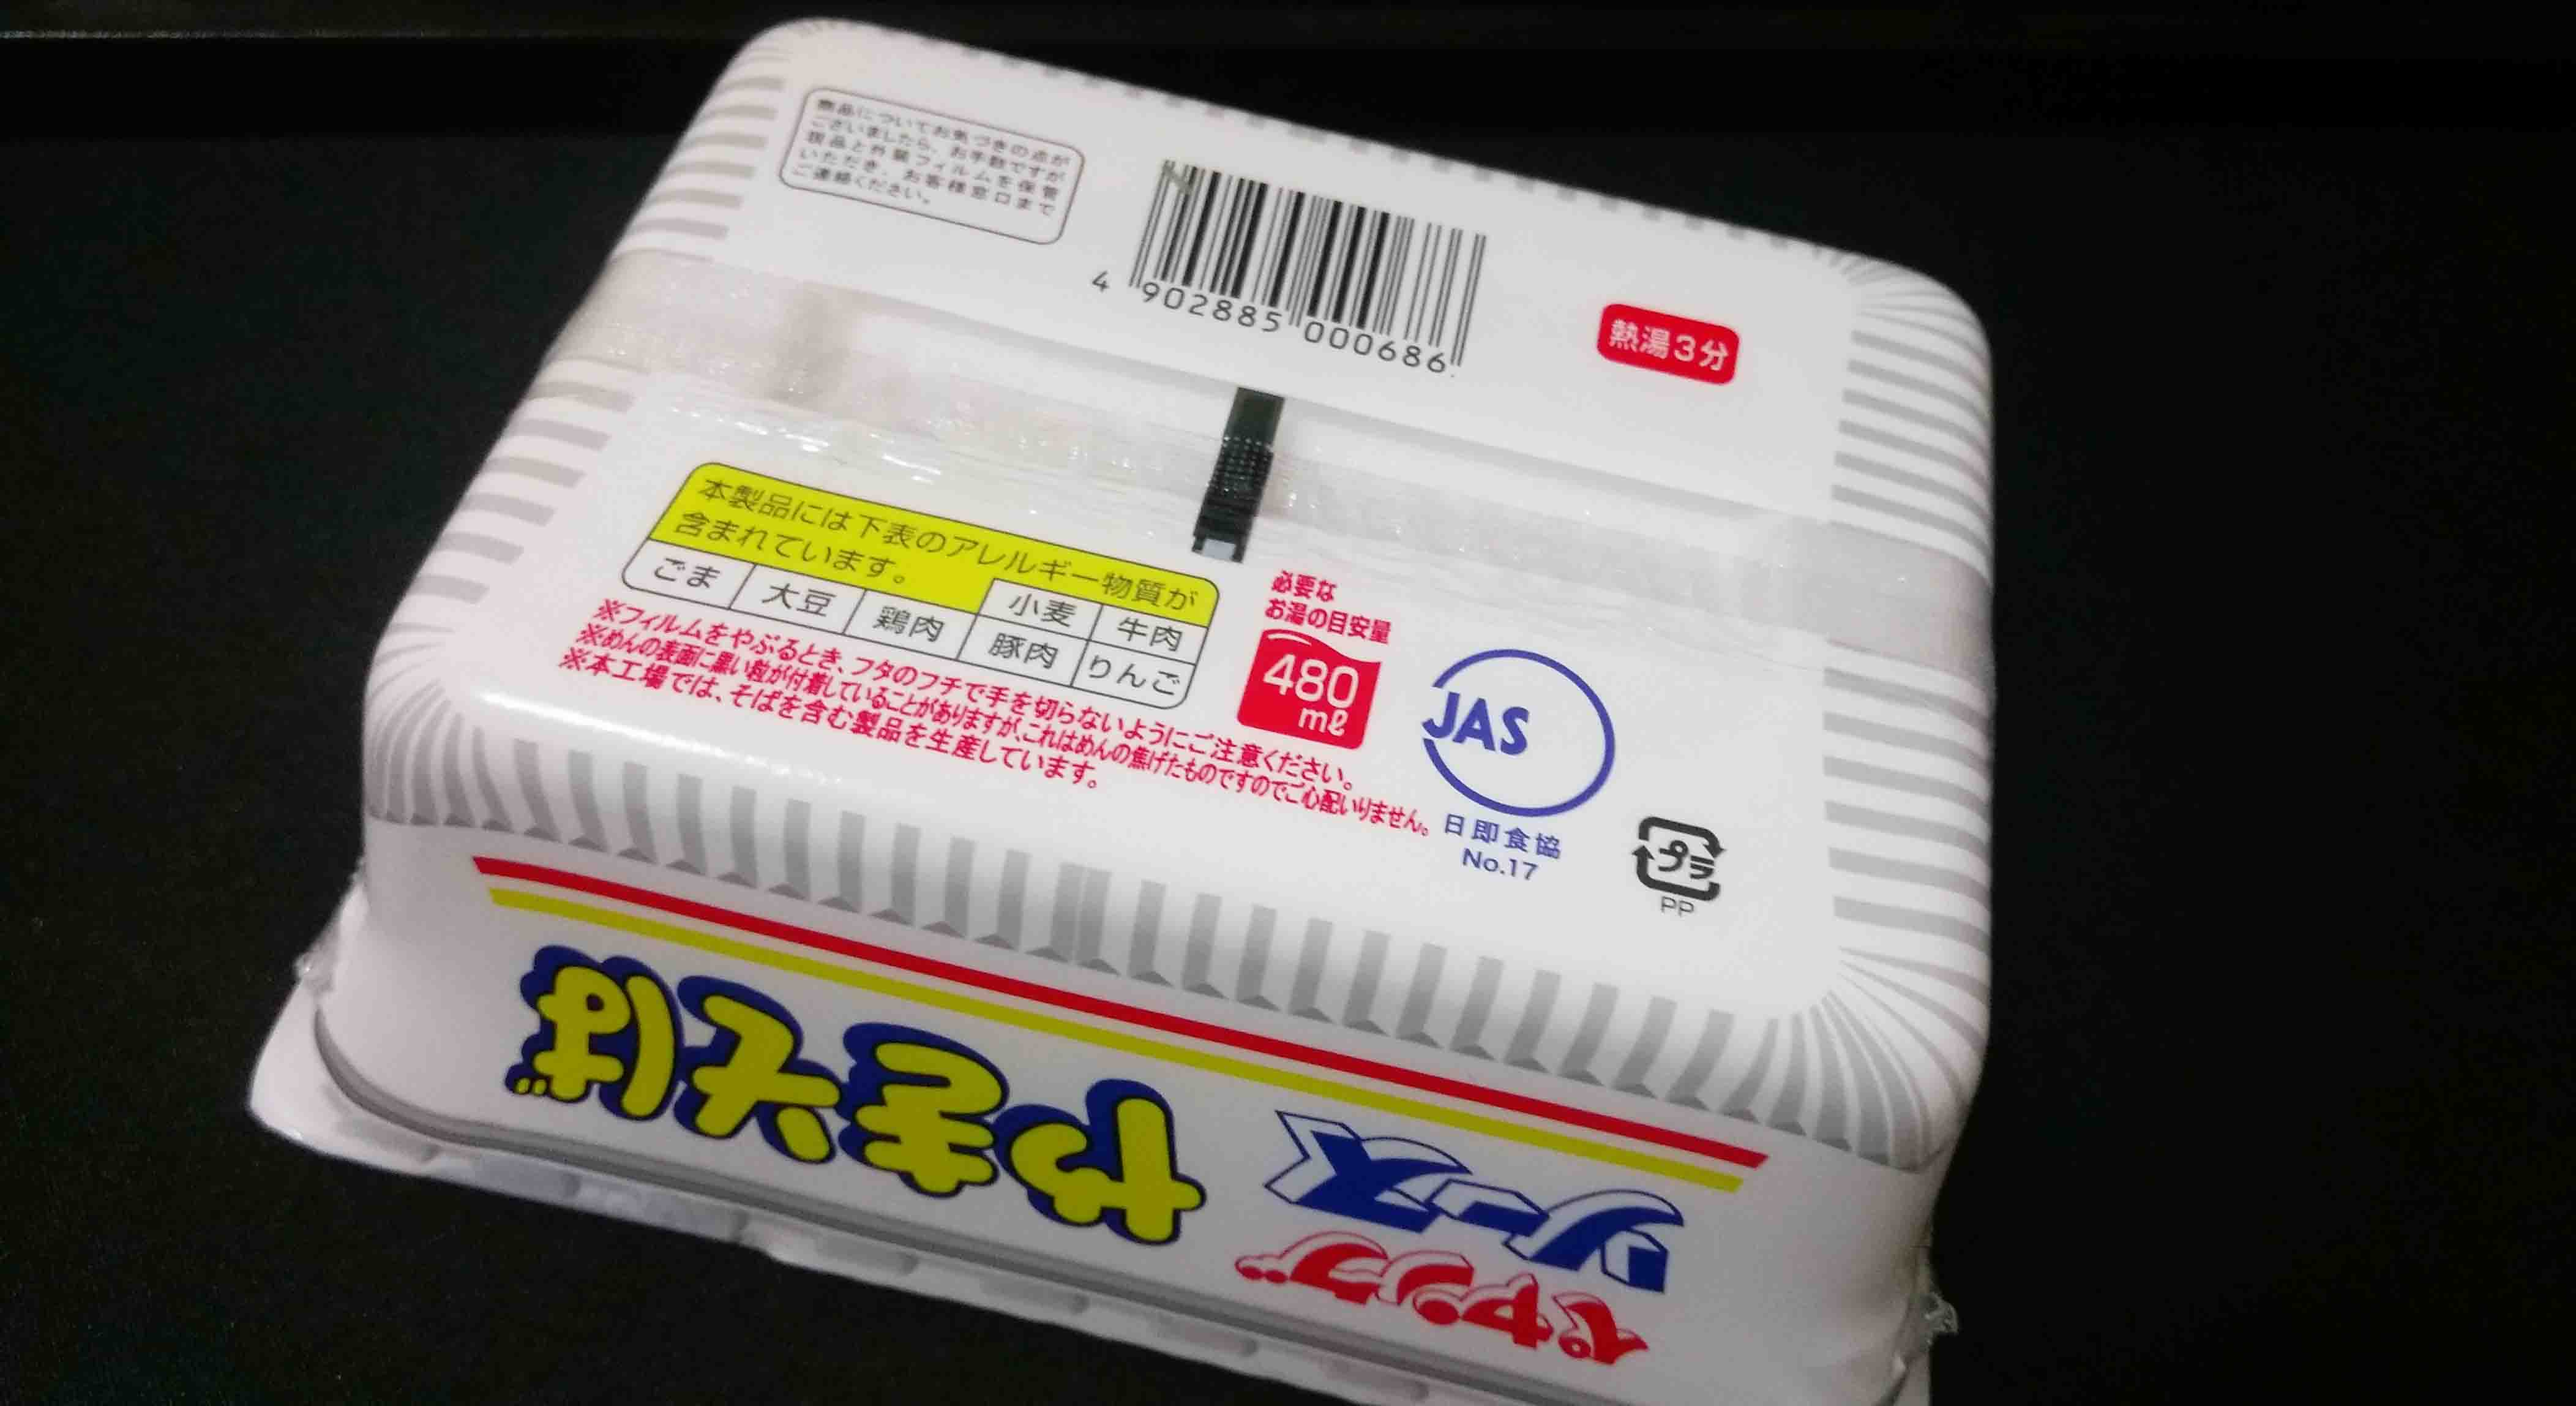 商品についてお気づきの点が
ございましたら、お手数ですが
現品と外装フィルムを保管
いただき、お客様窓口まで
ご連絡ください。
4 902885 000686
熱湯3分
本製品には下表のアレルギー物質が
含まれています。
小麦 牛肉
ごま 大豆 鶏肉 豚肉 りんご
※フィルムをやぶるとき、フタのフチで手を切らないようにご注意ください。
※めんの表面に黒い粒が付着していることがありますが、これはめんの焦げたものですのでご心配いりません。
※本工場では、そばを含む製品を生産しています。
必要な
お湯の目安量
480
mℓ
JAS
日即食協
No.17
プラ
PP
ペヤング
ソース
やきそば